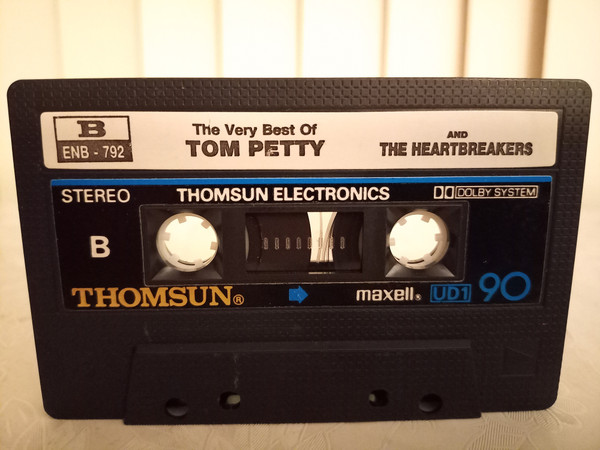 B
ENB - 792
The Very Best Of
TOM PETTY
AND
THE HEARTBREAKERS
STEREO
THOMSUN ELECTRONICS
DOLBY SYSTEM
B
THOMSUN®
maxell® UD1 90